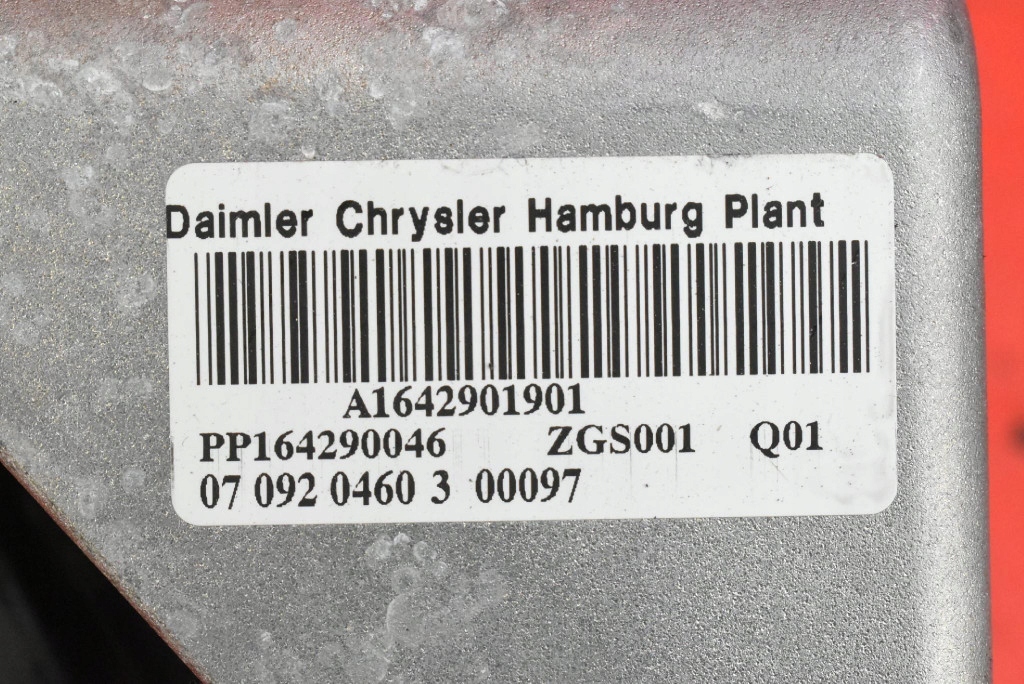 Daimler Chrysler Hamburg Plant
A1642901901
PP164290046 ZGS001 Q01
07 092 0460 3 00097